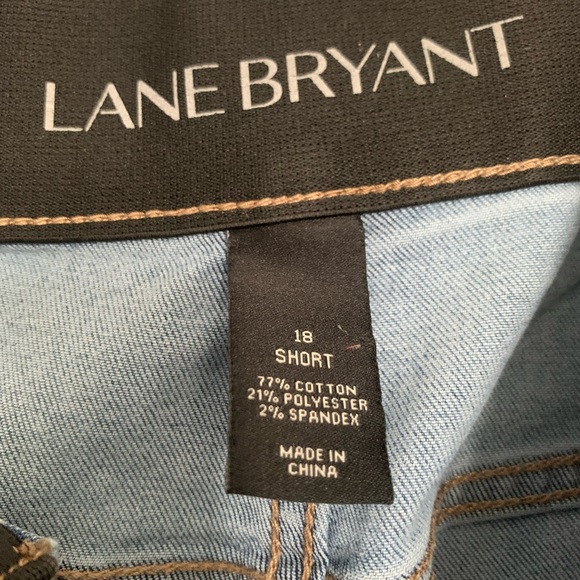 LANE BRYANT
18
SHORT
77% COTTON
21% POLYESTER
2% SPANDEX
MADE IN
CHINA